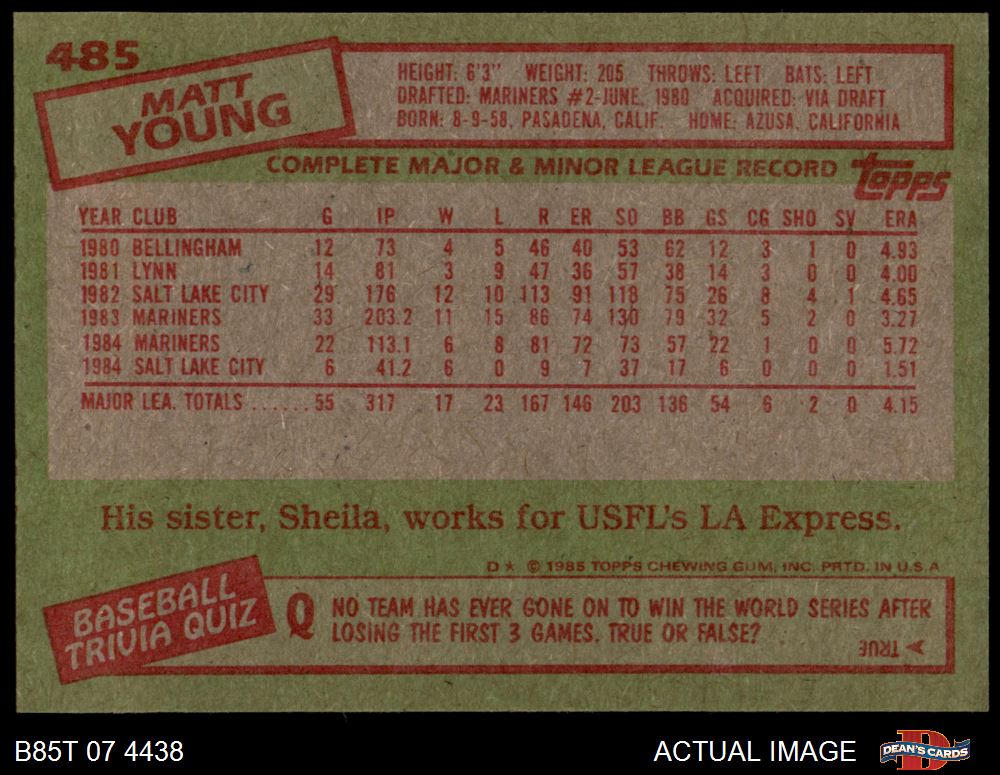 485
MATT
YOUNG
HEIGHT: 6'3" WEIGHT: 205 THROWS: LEFT BATS: LEFT
DRAFTED: MARINERS #2-JUNE, 1980 ACQUIRED: VIA DRAFT
BORN: 8-9-58, PASADENA, CALIF. HOME: AZUSA, CALIFORNIA
COMPLETE MAJOR & MINOR LEAGUE RECORD
Topps
YEAR CLUB G IP W L R ER SO BB GS CG SHO SV ERA
1980 BELLINGHAM 12 73 4 5 46 40 53 62 12 3 1 0 4.93
1981 LYNN 14 81 3 9 47 36 57 38 14 3 0 0 4.00
1982 SALT LAKE CITY 29 176 12 10 113 91 118 75 26 8 4 1 4.65
1983 MARINERS 33 203.2 11 15 86 74 130 79 32 5 2 0 3.27
1984 MARINERS 22 113.1 6 8 81 72 73 57 22 1 0 0 5.72
1984 SALT LAKE CITY 6 41.2 6 0 9 7 37 17 6 0 0 0 1.51
MAJOR LEA. TOTALS ......55 317 17 23 167 146 203 136 54 6 2 0 4.15
His sister, Sheila, works for USFL's LA Express.
D★ © 1985 TOPPS CHEWING GUM, INC. PRTD. IN U.S.A
BASEBALL
TRIVIA QUIZ
Q NO TEAM HAS EVER GONE ON TO WIN THE WORLD SERIES AFTER
LOSING THE FIRST 3 GAMES. TRUE OR FALSE?
A TRUE
B85T 07 4438
ACTUAL IMAGE
D
DEAN'S CARDS